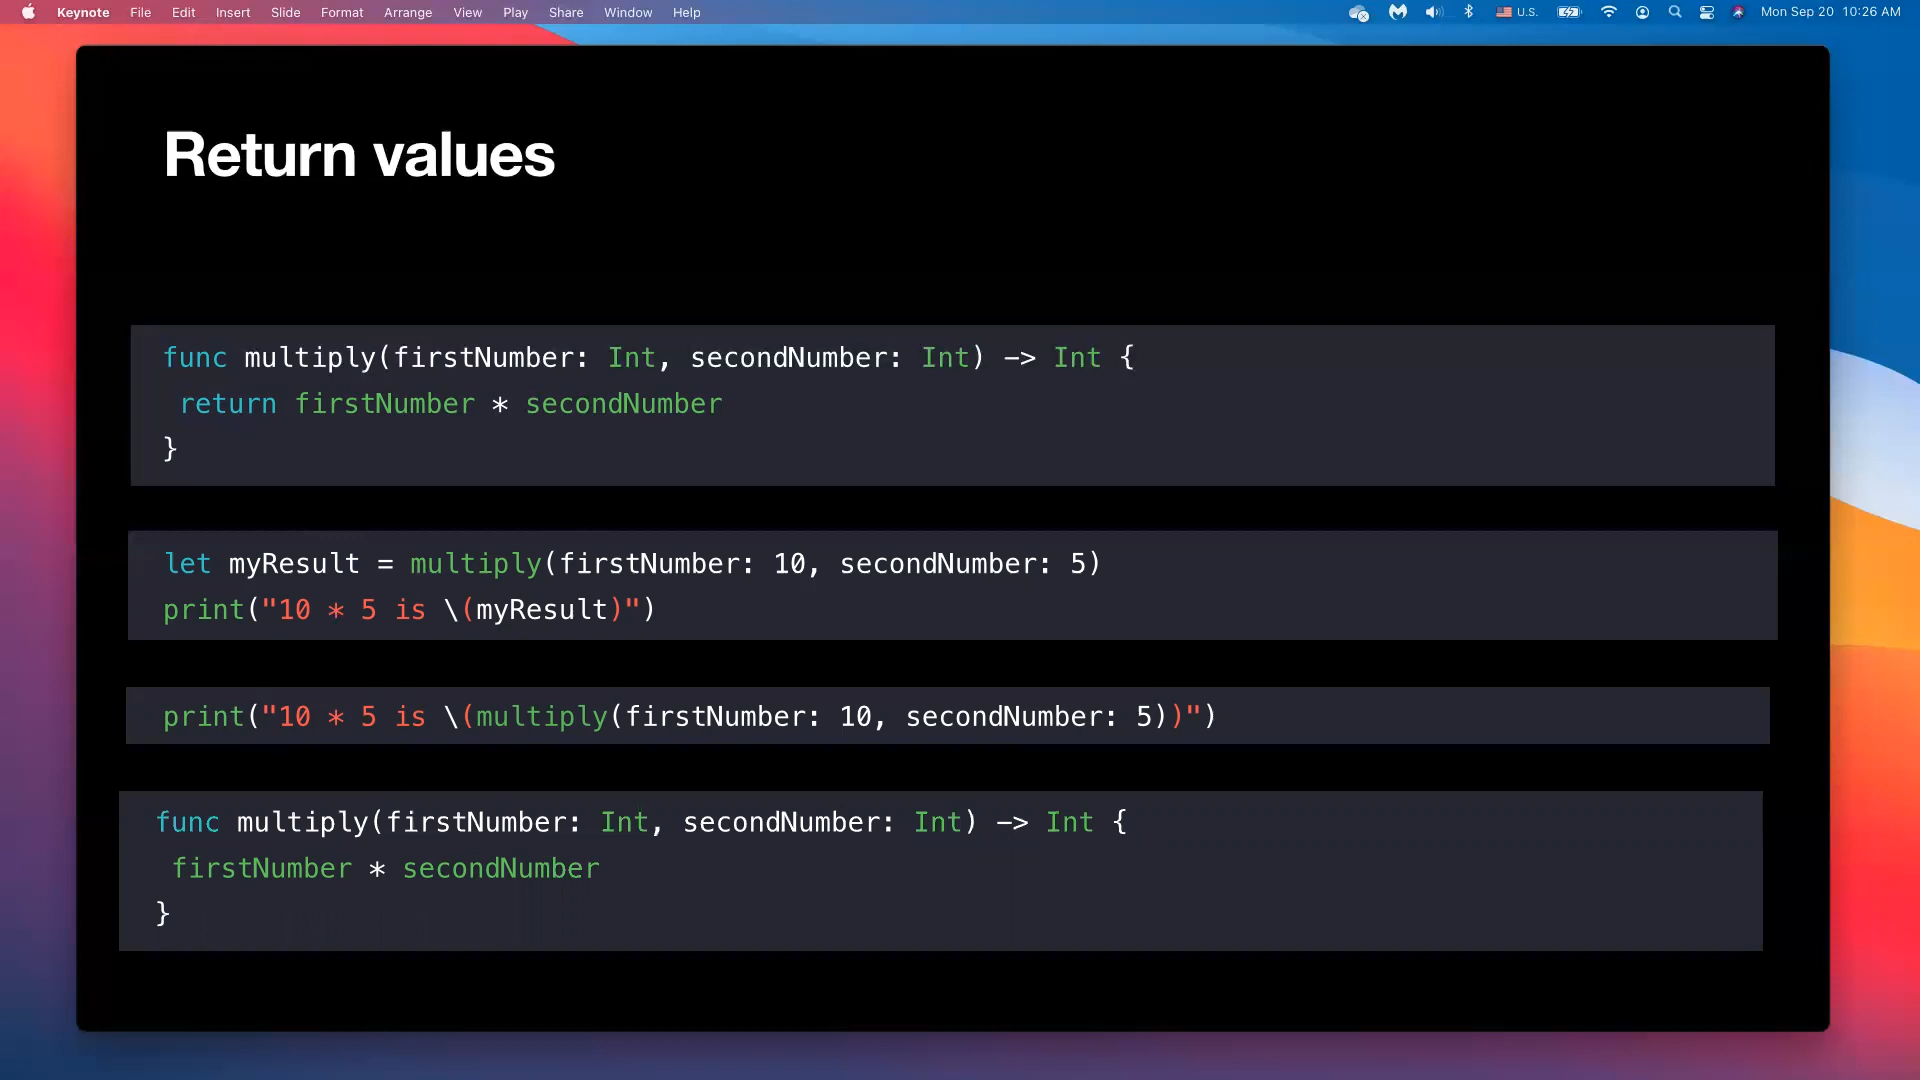 Keynote File Edit Insert Slide Format Arrange View Play Share Window Help U.S. Mon Sep 20 10:26 AM
Return values
func multiply(firstNumber: Int, secondNumber: Int) -> Int {
return firstNumber * secondNumber
}
let myResult = multiply(firstNumber: 10, secondNumber: 5)
print("10 * 5 is \(myResult)")
print("10 * 5 is \(multiply(firstNumber: 10, secondNumber: 5))")
func multiply(firstNumber: Int, secondNumber: Int) -> Int {
firstNumber * secondNumber
}